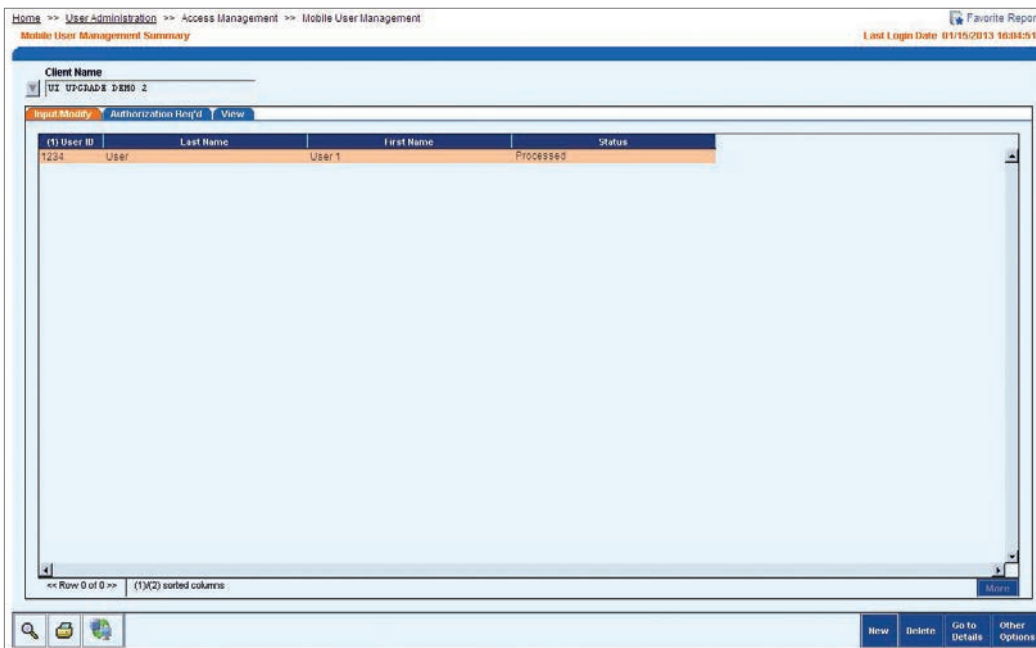 Home >> User Administration >> Access Management >> Mobile User Management
Favorite Repor
Mobile User Management Summary
Last Login Date 01/15/2013 16:04:51
Client Name
UI UPGRADE DEMO 2
Input/Modify Authorization Req'd View
(1) User ID Last Name First Name Status
1234 User User 1 Processed
<< Row 0 of 0 >> (1)/(2) sorted columns
More
New Delete Go to Details Other Options